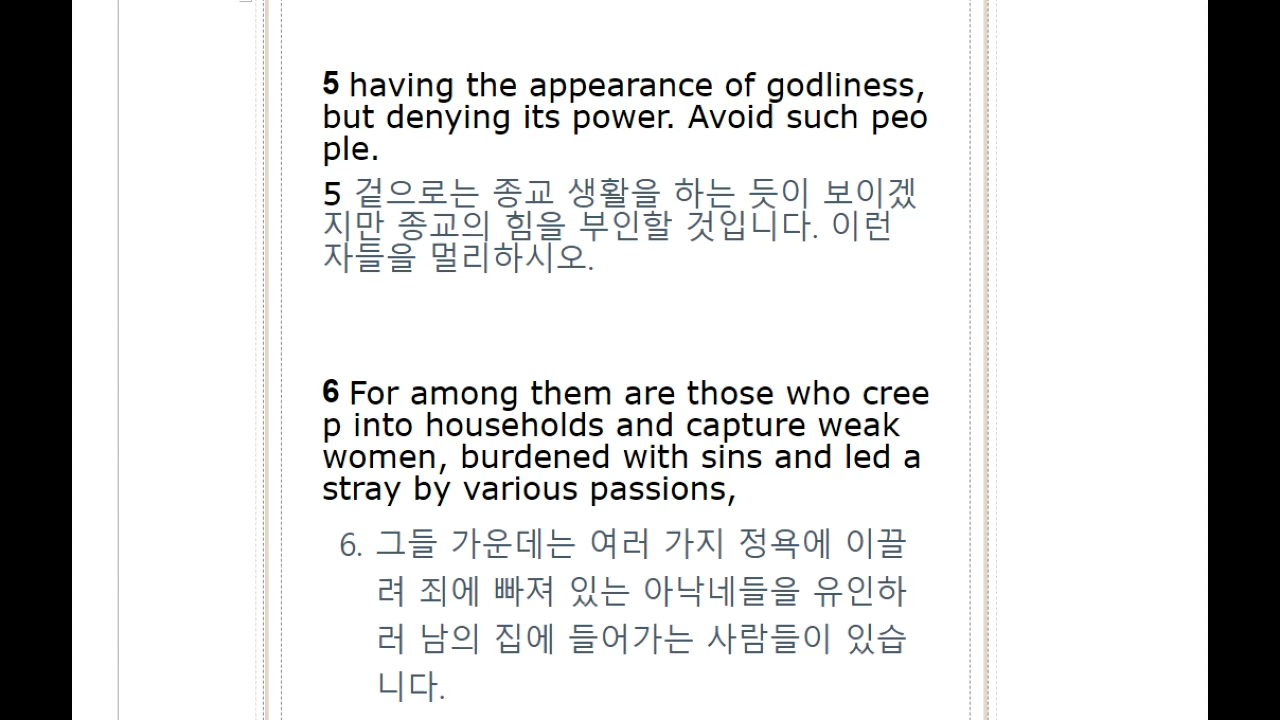 5 having the appearance of godliness,
but denying its power. Avoid such peo
ple.
5 겉으로는 종교 생활을 하는 듯이 보이겠
지만 종교의 힘을 부인할 것입니다. 이런
자들을 멀리하시오.
6 For among them are those who cree
p into households and capture weak
women, burdened with sins and led a
stray by various passions,
6. 그들 가운데는 여러 가지 정욕에 이끌
려 죄에 빠져 있는 아낙네들을 유인하
러 남의 집에 들어가는 사람들이 있습
니다.